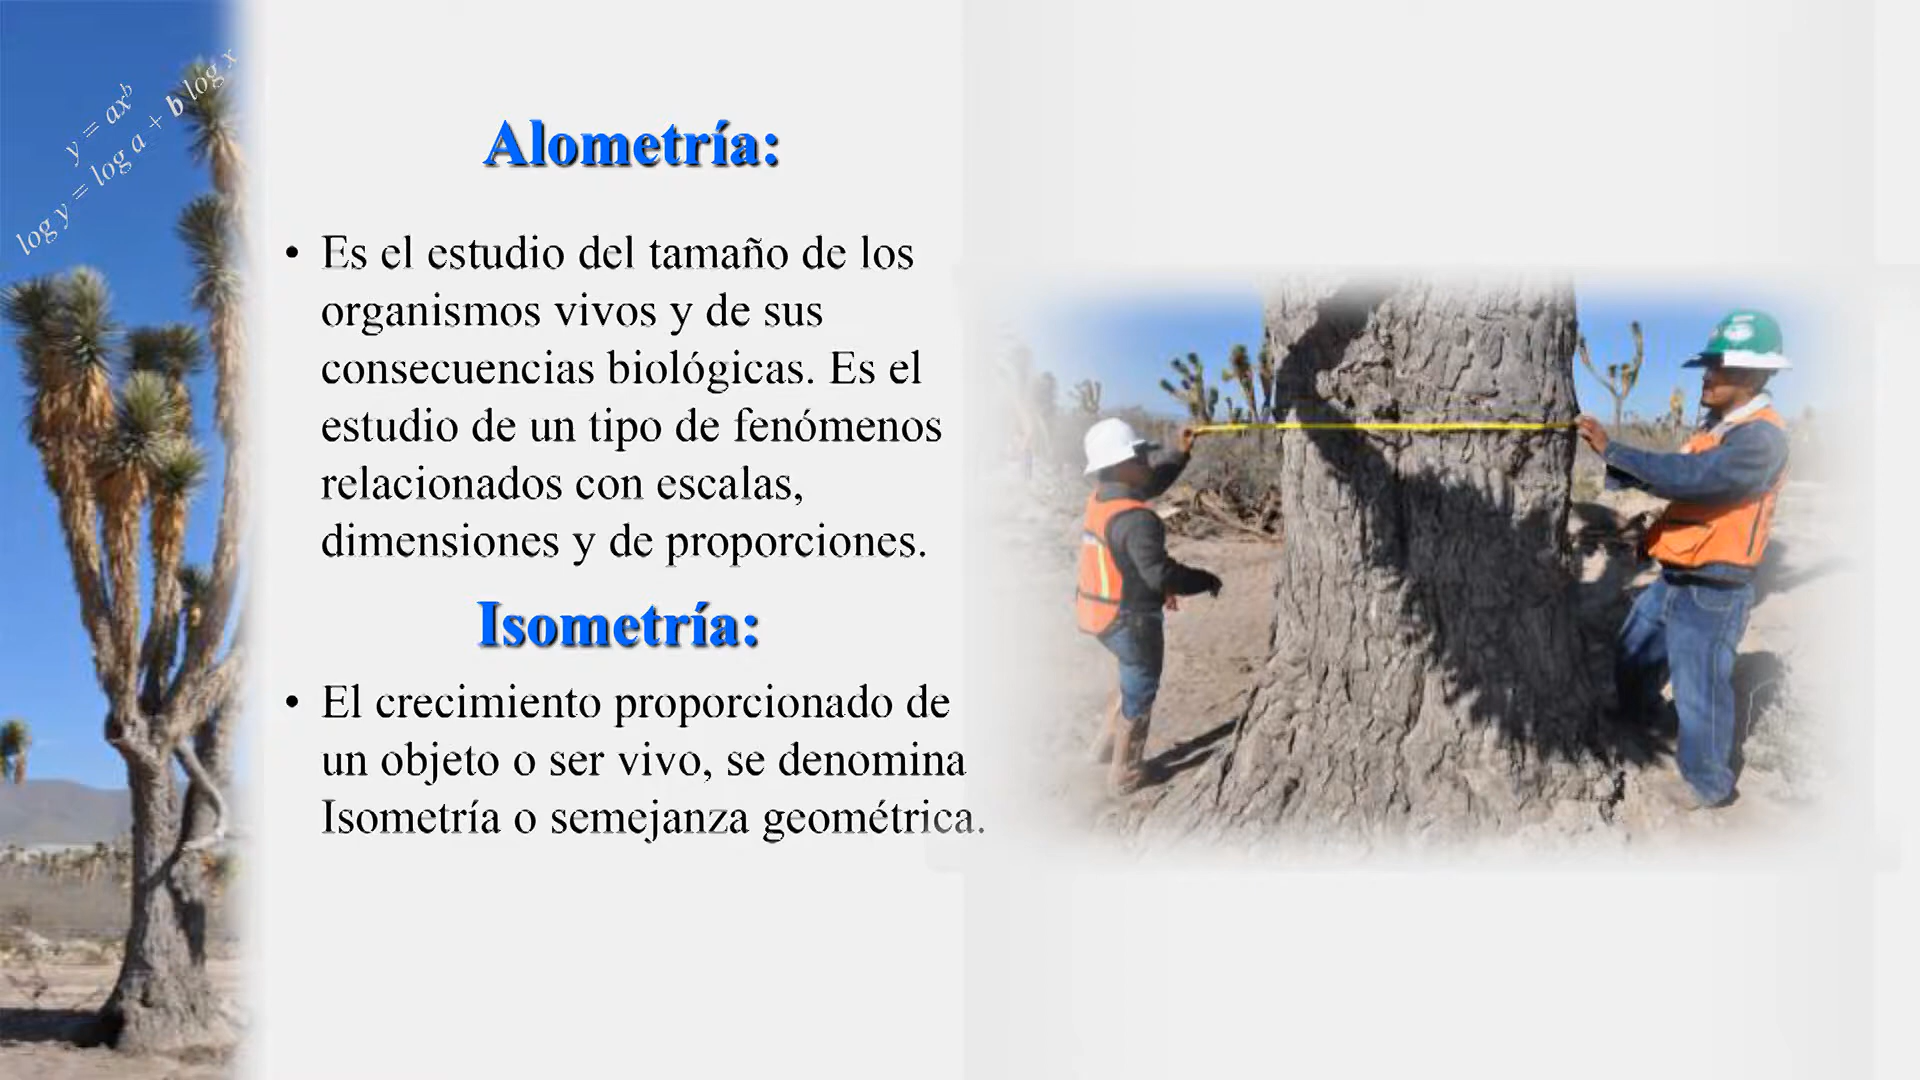 y = axᵇ
log y = log a + b log x
Alometría:
• Es el estudio del tamaño de los
organismos vivos y de sus
consecuencias biológicas. Es el
estudio de un tipo de fenómenos
relacionados con escalas,
dimensiones y de proporciones.
Isometría:
• El crecimiento proporcionado de
un objeto o ser vivo, se denomina
Isometría o semejanza geométrica.